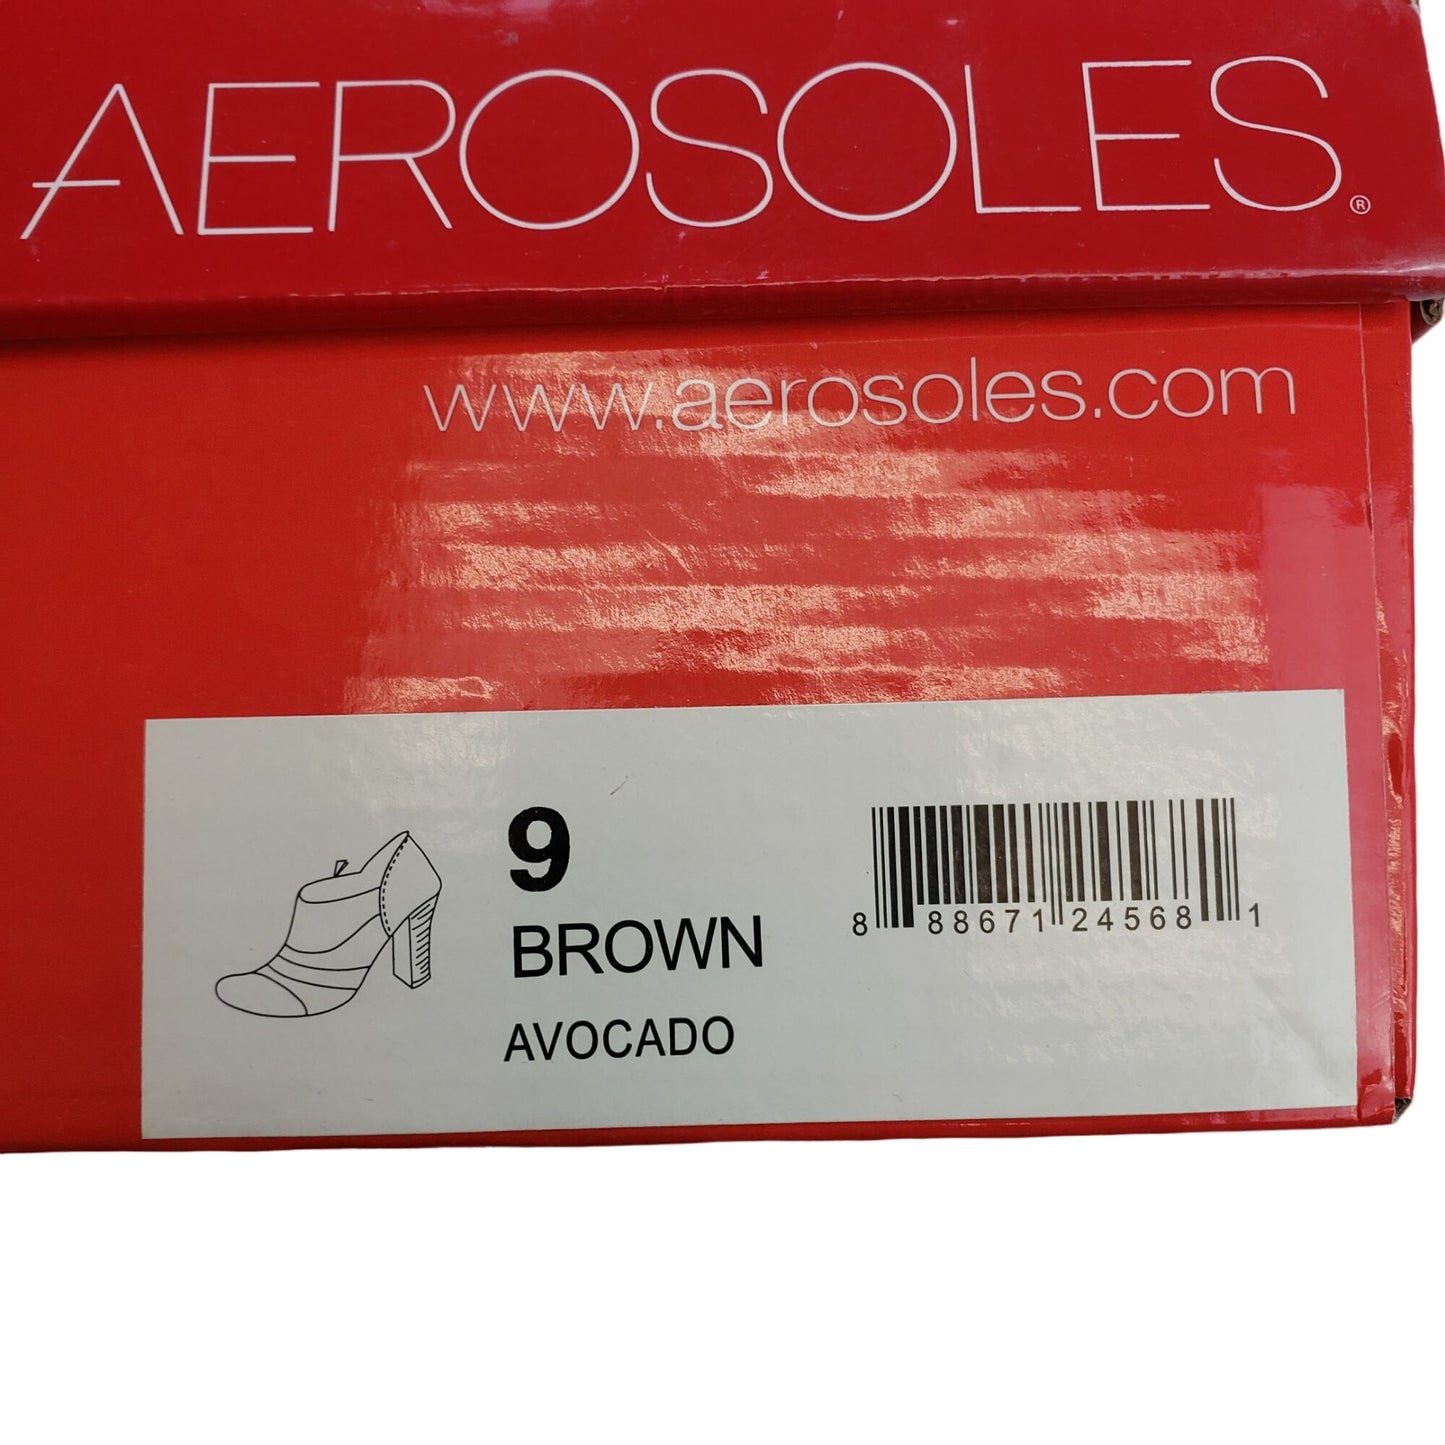 AEROSOLES®
www.aerosoles.com
9
BROWN
AVOCADO
8 88671 24568 1